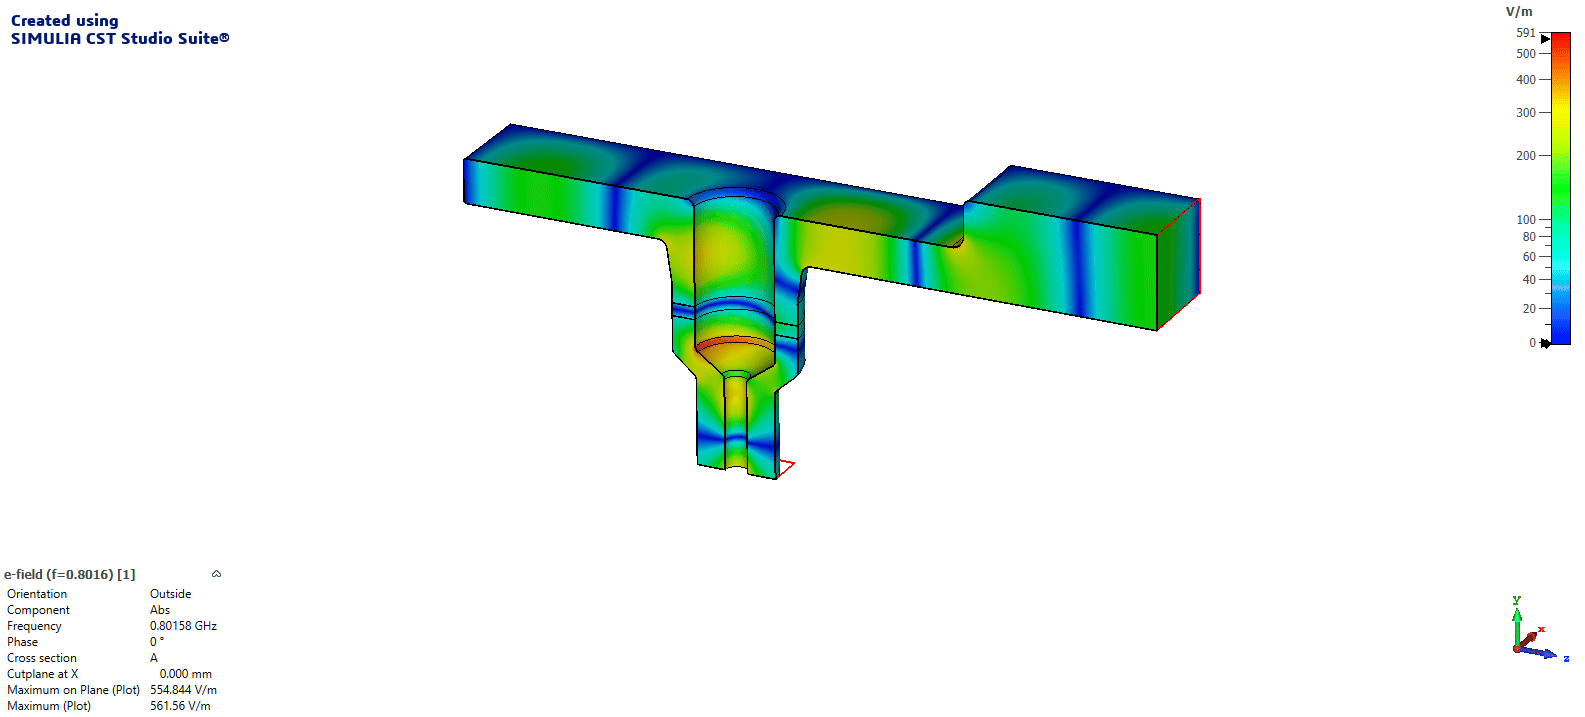 Created using
SIMULIA CST Studio Suite®
V/m
591
500
400
300
200
100
80
60
40
20
0
e-field (f=0.8016) [1]
Orientation Outside
Component Abs
Frequency 0.80158 GHz
Phase 0 °
Cross section A
Cutplane at X 0.000 mm
Maximum on Plane (Plot) 554.844 V/m
Maximum (Plot) 561.56 V/m
Y
x
z